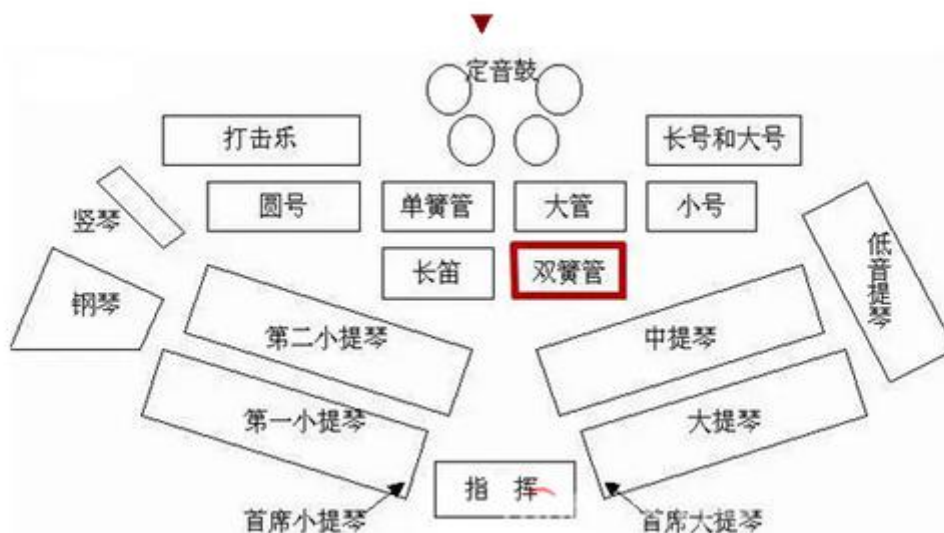 定音鼓
打击乐
长号和大号
圆号
单簧管
大管
小号
竖琴
长笛
双簧管
低音提琴
钢琴
第二小提琴
中提琴
第一小提琴
大提琴
指 挥
首席小提琴
首席大提琴